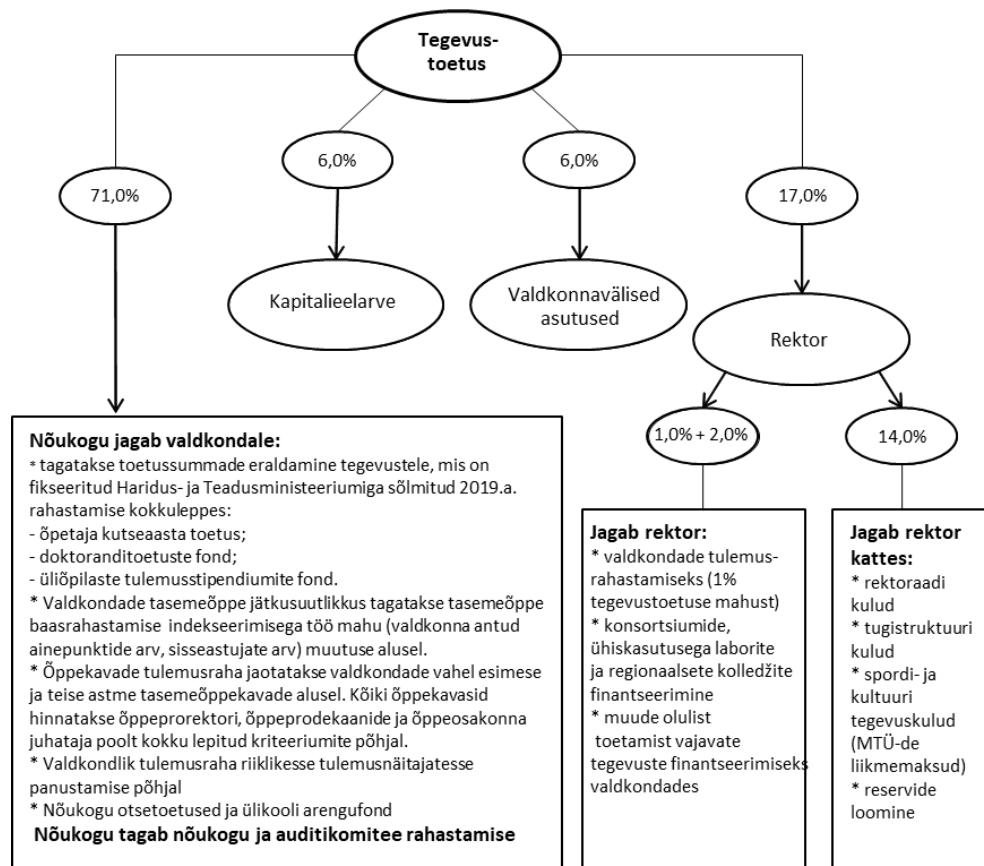 Tegevus-
toetus
71,0%
6,0%
6,0%
17,0%
Kapitalieelarve
Valdkonnavälised
asutused
Rektor
1,0% + 2,0%
14,0%
Nõukogu jagab valdkondale:
* tagatakse toetussummade eraldamine tegevustele, mis on
fikseeritud Haridus- ja Teadusministeeriumiga sõlmitud 2019.a.
rahastamise kokkuleppes:
- õpetaja kutseaasta toetus;
- doktoranditoetuste fond;
- üliõpilaste tulemusstipendiumite fond.
* Valdkondade tasemeõppe jätkusuutlikkus tagatakse tasemeõppe
baasrahastamise indekseerimisega töö mahu (valdkonna antud
ainepunktide arv, sisseastujate arv) muutuse alusel.
* Õppekavade tulemusraha jaotatakse valdkondade vahel esimese
ja teise astme tasemeõppekavade alusel. Kõiki õppekavasid
hinnatakse õppeprorektori, õppeprodekaanide ja õppeosakonna
juhataja poolt kokku lepitud kriteeriumite põhjal.
* Valdkondlik tulemusraha riiklikesse tulemusnäitajatesse
panustamise põhjal
* Nõukogu otsetoetused ja ülikooli arengufond
Nõukogu tagab nõukogu ja auditikomitee rahastamise
Jagab rektor:
* valdkondade tulemus-
rahastamiseks (1%
tegevustoetuse mahust)
* konsortsiumide,
ühiskasutusega laborite
ja regionaalsete kolledžite
finantseerimine
* muude olulist
toetamist vajavate
tegevuste finantseerimiseks
valdkondades
Jagab rektor
kattes:
* rektoraadi
kulud
* tugistruktuuri
kulud
* spordi- ja
kultuuri
tegevuskulud
(MTÜ-de
liikmemaksud)
* reservide
loomine